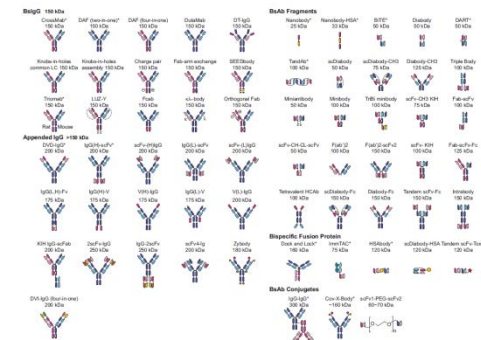 BsIgG 150 kDa
CrossMab* DAF (two-in-one)* DAF (four-in-one) DutaMab DT-IgG
150 kDa 150 kDa 150 kDa 150 kDa 150 kDa
Knobs-in-holes Knobs-in-holes Charge pair Fab-arm exchange SEEDbody
common LC 150 kDa assembly 150 kDa 150 kDa 150 kDa 150 kDa
Triomab* LUZ-Y Fcab κλ-body Orthogonal Fab
150 kDa 150 kDa 150 kDa 150 kDa 150 kDa
Rat Mouse
Appended IgG >150 kDa
DVD-IgG* IgG(H)-scFv* scFv-(H)IgG IgG(L)-scFv scFv-(L)IgG
200 kDa 200 kDa 200 kDa 200 kDa 200 kDa
IgG(L,H)-Fv IgG(H)-V V(H)-IgG IgG(L)-V V(L)-IgG
175 kDa 175 kDa 175 kDa 175 kDa 200 kDa
KIH IgG-scFab 2scFv-IgG IgG-2scFv scFv4-Ig Zybody
200 kDa 250 kDa 250 kDa 250 kDa 180 kDa
DVI-IgG (four-in-one)
200 kDa
BsAb Fragments
Nanobody* Nanobody-HSA* BiTE* Diabody DART*
25 kDa 33 kDa 50 kDa 50 kDa 50 kDa
TandAb* scDiabody scDiabody-CH3 Diabody-CH3 Triple Body
100 kDa 50 kDa 75 kDa 125 kDa 100 kDa
Miniantibody Minibody TriBi minibody scFv-CH3 KIH Fab-scFv
50 kDa 100 kDa 100 kDa 75 kDa 100 kDa
scFv-CH-CL-scFv F(ab')2 F(ab')2-scFv2 scFv-KIH Fab-scFv-Fc
50 kDa 100 kDa 150 kDa 100 kDa 125 kDa
Tetravalent HCAb scDiabody-Fc Diabody-Fc Tandem scFv-Fc Intrabody
100 kDa 150 kDa 150 kDa 150 kDa 150 kDa
Bispecific Fusion Protein
Dock and Lock* ImmTAC* HSAbody* scDiabody-HSA Tandem scFv-Tox
160 kDa 75 kDa 120 kDa 120 kDa 120 kDa
BsAb Conjugates
IgG-IgG* Cov-X-Body* scFv1-PEG-scFv2
300 kDa ~160 kDa 60–70 kDa